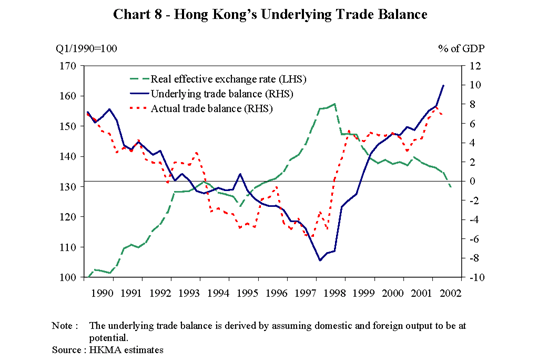 Chart 8 - Hong Kong's Underlying Trade Balance
Q1/1990=100
% of GDP
Real effective exchange rate (LHS)
Underlying trade balance (RHS)
Actual trade balance (RHS)
170
160
150
140
130
120
110
100
12
10
8
6
4
2
0
-2
-4
-6
-8
-10
1990 1991 1992 1993 1994 1995 1996 1997 1998 1999 2000 2001 2002
Note : The underlying trade balance is derived by assuming domestic and foreign output to be at
potential.
Source : HKMA estimates